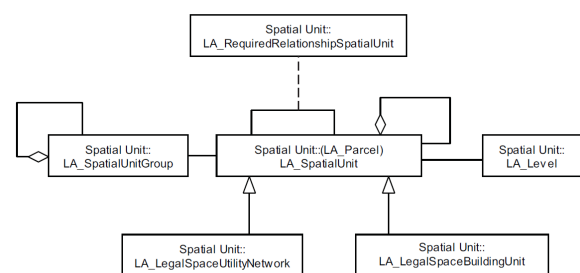 Spatial Unit::
LA_RequiredRelationshipSpatialUnit
Spatial Unit::
LA_SpatialUnitGroup
Spatial Unit::(LA_Parcel)
LA_SpatialUnit
Spatial Unit::
LA_Level
Spatial Unit::
LA_LegalSpaceUtilityNetwork
Spatial Unit::
LA_LegalSpaceBuildingUnit